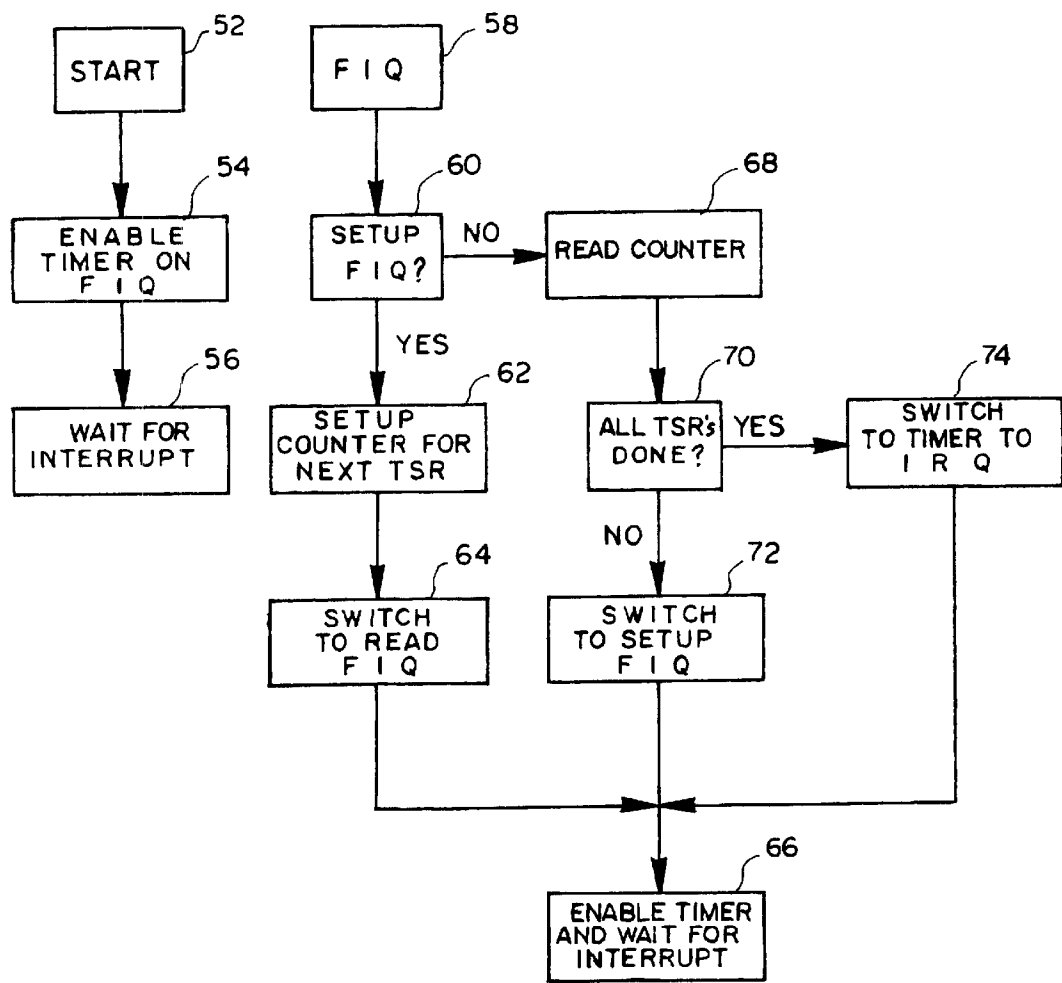 52
START
54
ENABLE
TIMER ON
F I Q
56
WAIT FOR
INTERRUPT
58
F I Q
60
SETUP
F I Q?
NO
YES
62
SETUP
COUNTER FOR
NEXT TSR
64
SWITCH
TO READ
F I Q
68
READ COUNTER
70
ALL TSR's
DONE?
YES
NO
72
SWITCH
TO SETUP
F I Q
74
SWITCH
TO TIMER TO
I R Q
66
ENABLE TIMER
AND WAIT FOR
INTERRUPT